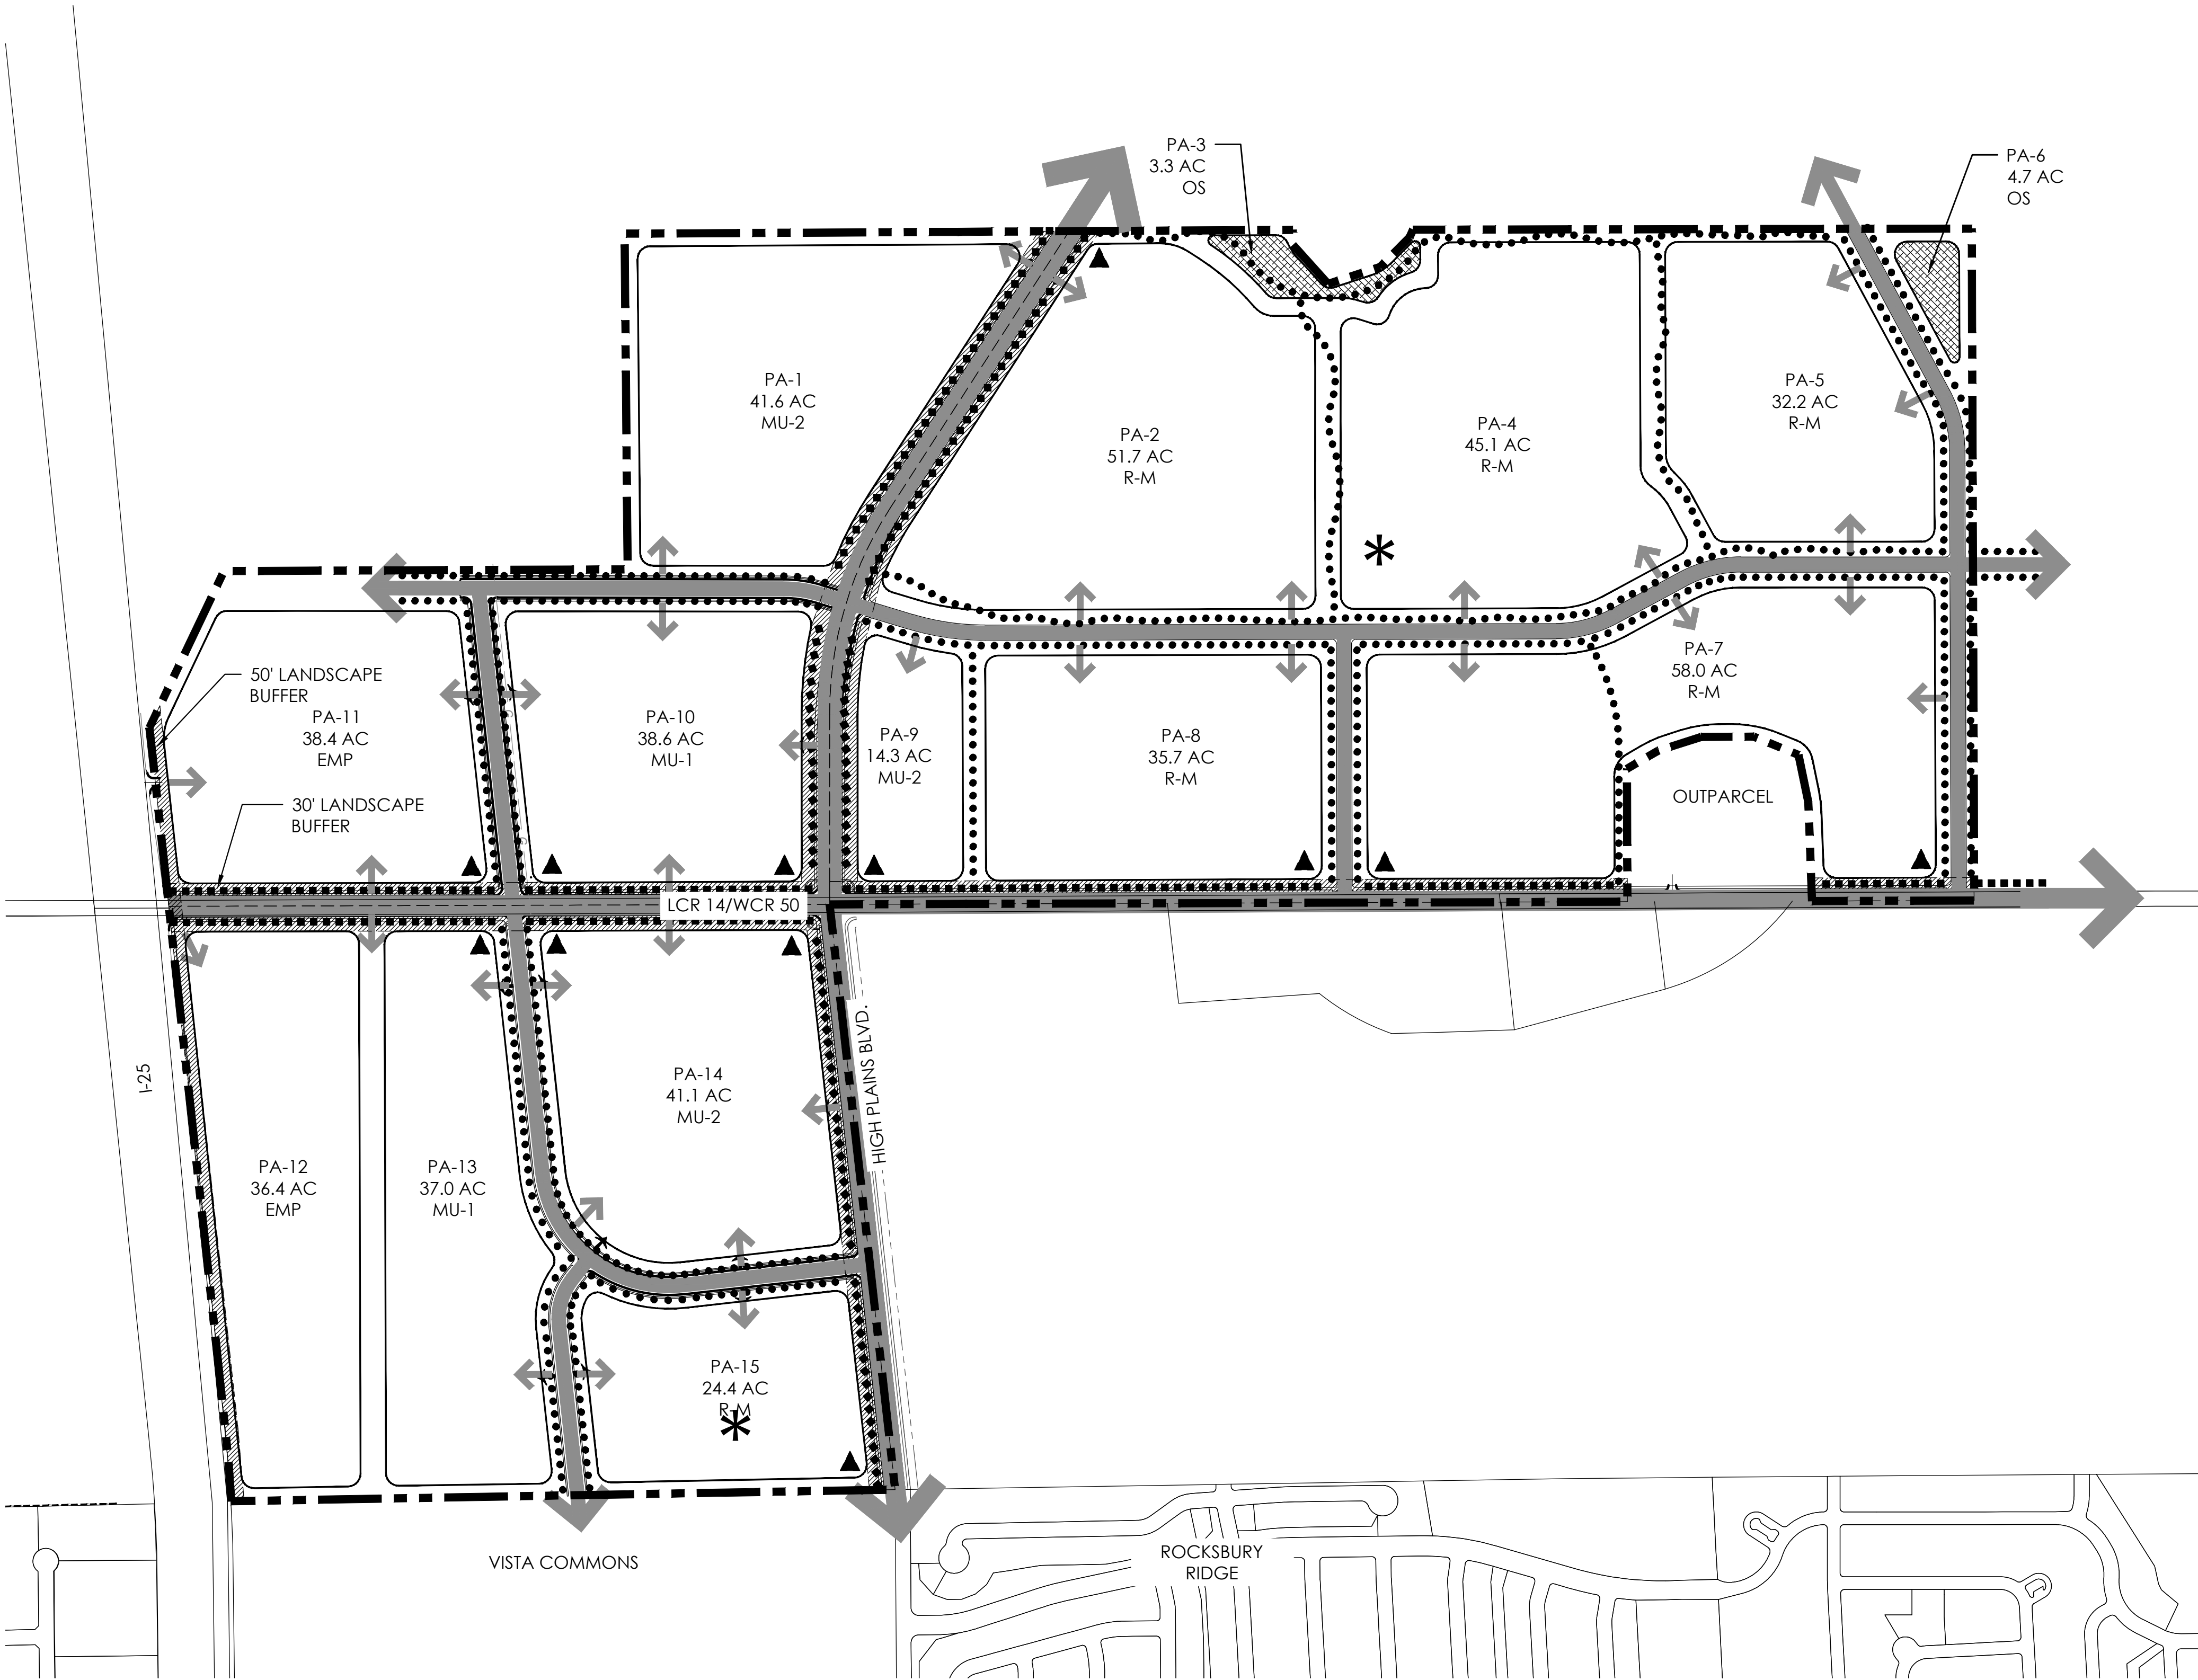 PA-3
3.3 AC
OS
PA-6
4.7 AC
OS
PA-1
41.6 AC
MU-2
PA-2
51.7 AC
R-M
PA-4
45.1 AC
R-M
PA-5
32.2 AC
R-M
50' LANDSCAPE
BUFFER
PA-11
38.4 AC
EMP
30' LANDSCAPE
BUFFER
PA-10
38.6 AC
MU-1
PA-9
14.3 AC
MU-2
PA-8
35.7 AC
R-M
PA-7
58.0 AC
R-M
OUTPARCEL
LCR 14/WCR 50
I-25
HIGH PLAINS BLVD.
PA-12
36.4 AC
EMP
PA-13
37.0 AC
MU-1
PA-14
41.1 AC
MU-2
PA-15
24.4 AC
R-M
VISTA COMMONS
ROCKSBURY
RIDGE